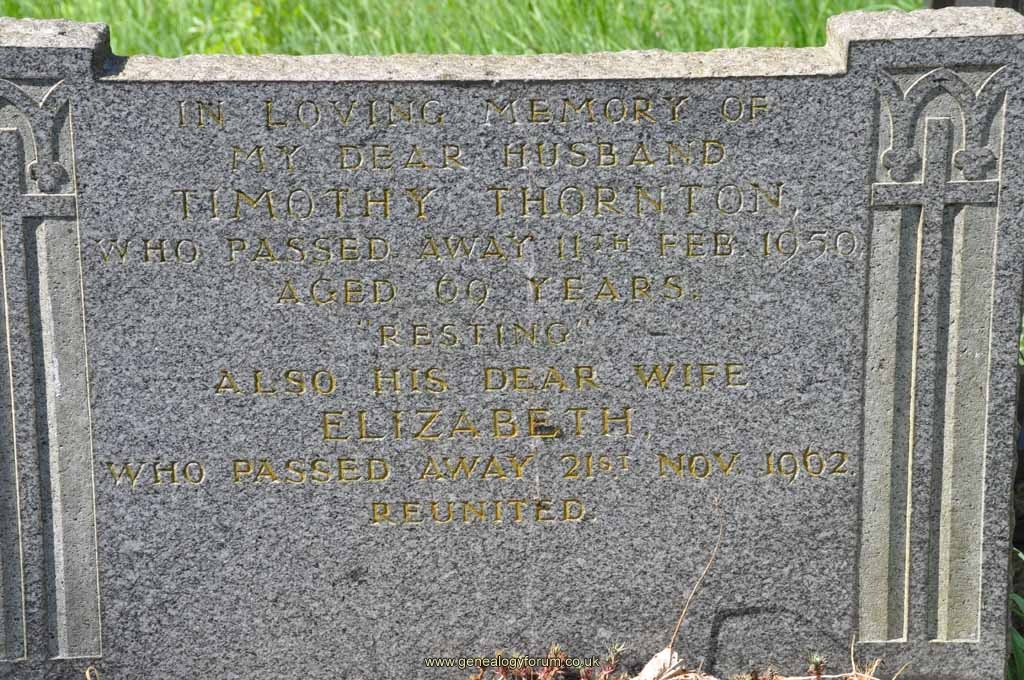 IN LOVING MEMORY OF
MY DEAR HUSBAND
TIMOTHY THORNTON,
WHO PASSED AWAY 11TH FEB. 1950
AGED 69 YEARS.
"RESTING"
ALSO HIS DEAR WIFE
ELIZABETH,
WHO PASSED AWAY 21ST NOV. 1962.
REUNITED.
www.genealogyforum.co.uk